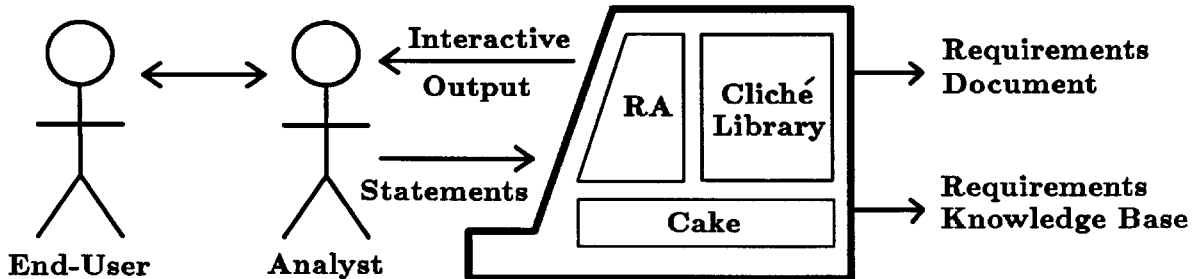 Interactive
Output
Statements
End-User
Analyst
RA
Cliché
Library
Cake
Requirements
Document
Requirements
Knowledge Base